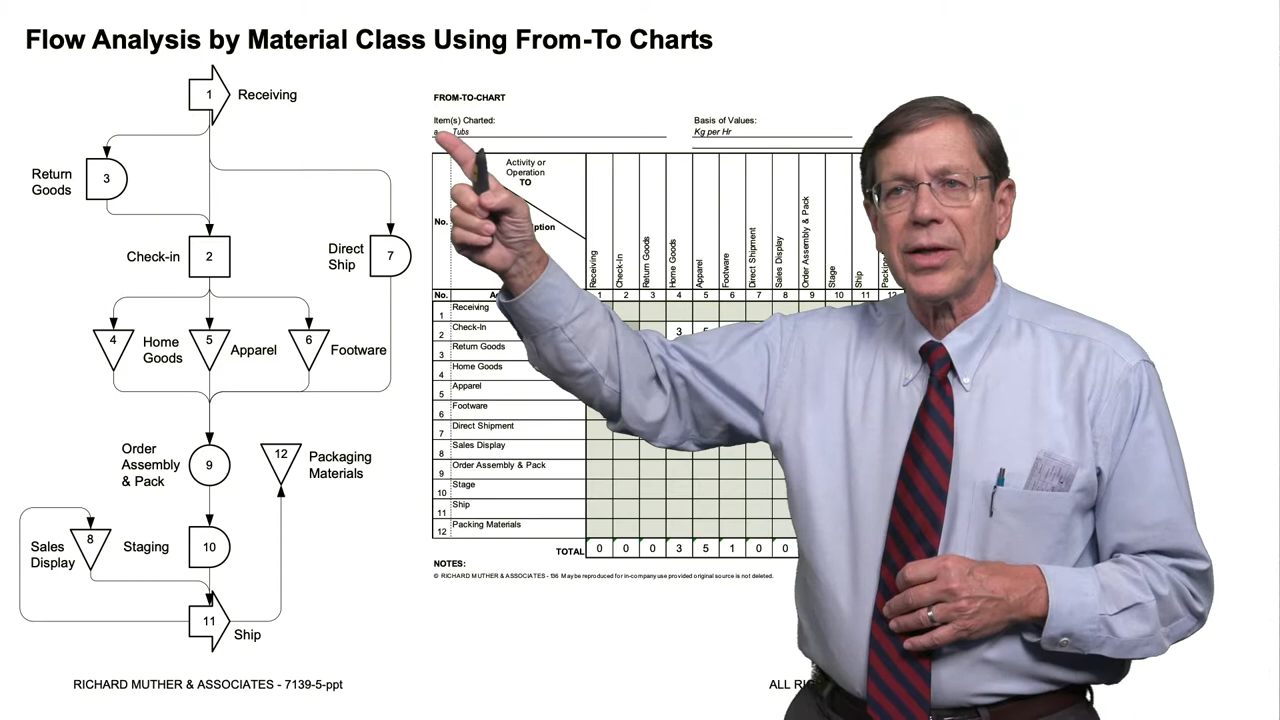 Flow Analysis by Material Class Using From-To Charts
1
Receiving
Return
Goods
3
Check-in
2
Direct
Ship
7
4
Home
Goods
5
Apparel
6
Footware
Order
Assembly
& Pack
9
12
Packaging
Materials
Sales
Display
8
Staging
10
11
Ship
RICHARD MUTHER & ASSOCIATES - 7139-5-ppt
FROM-TO-CHART
Item(s) Charted:
Tubs
Basis of Values:
Kg per Hr
Activity or
Operation
TO
No.
Receiving
Check-In
Return Goods
Home Goods
Apparel
Footware
Direct Shipment
Sales Display
Order Assembly & Pack
Stage
Ship
No. 1 2 3 4 5 6 7 8 9 10 11 12
1 Receiving
2 Check-In 3
3 Return Goods
4 Home Goods
5 Apparel
6 Footware
7 Direct Shipment
8 Sales Display
9 Order Assembly & Pack
10 Stage
11 Ship
12 Packing Materials
TOTAL 0 0 0 3 5 1 0 0
NOTES:
© RICHARD MUTHER & ASSOCIATES - 136 May be reproduced for in-company use provided original source is not deleted.
ALL